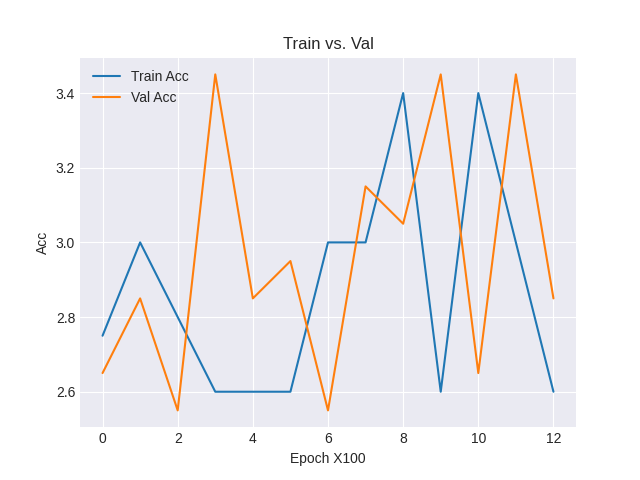 Train vs. Val
Train Acc
Val Acc
3.4
3.2
3.0
2.8
2.6
Acc
0 2 4 6 8 10 12
Epoch X100